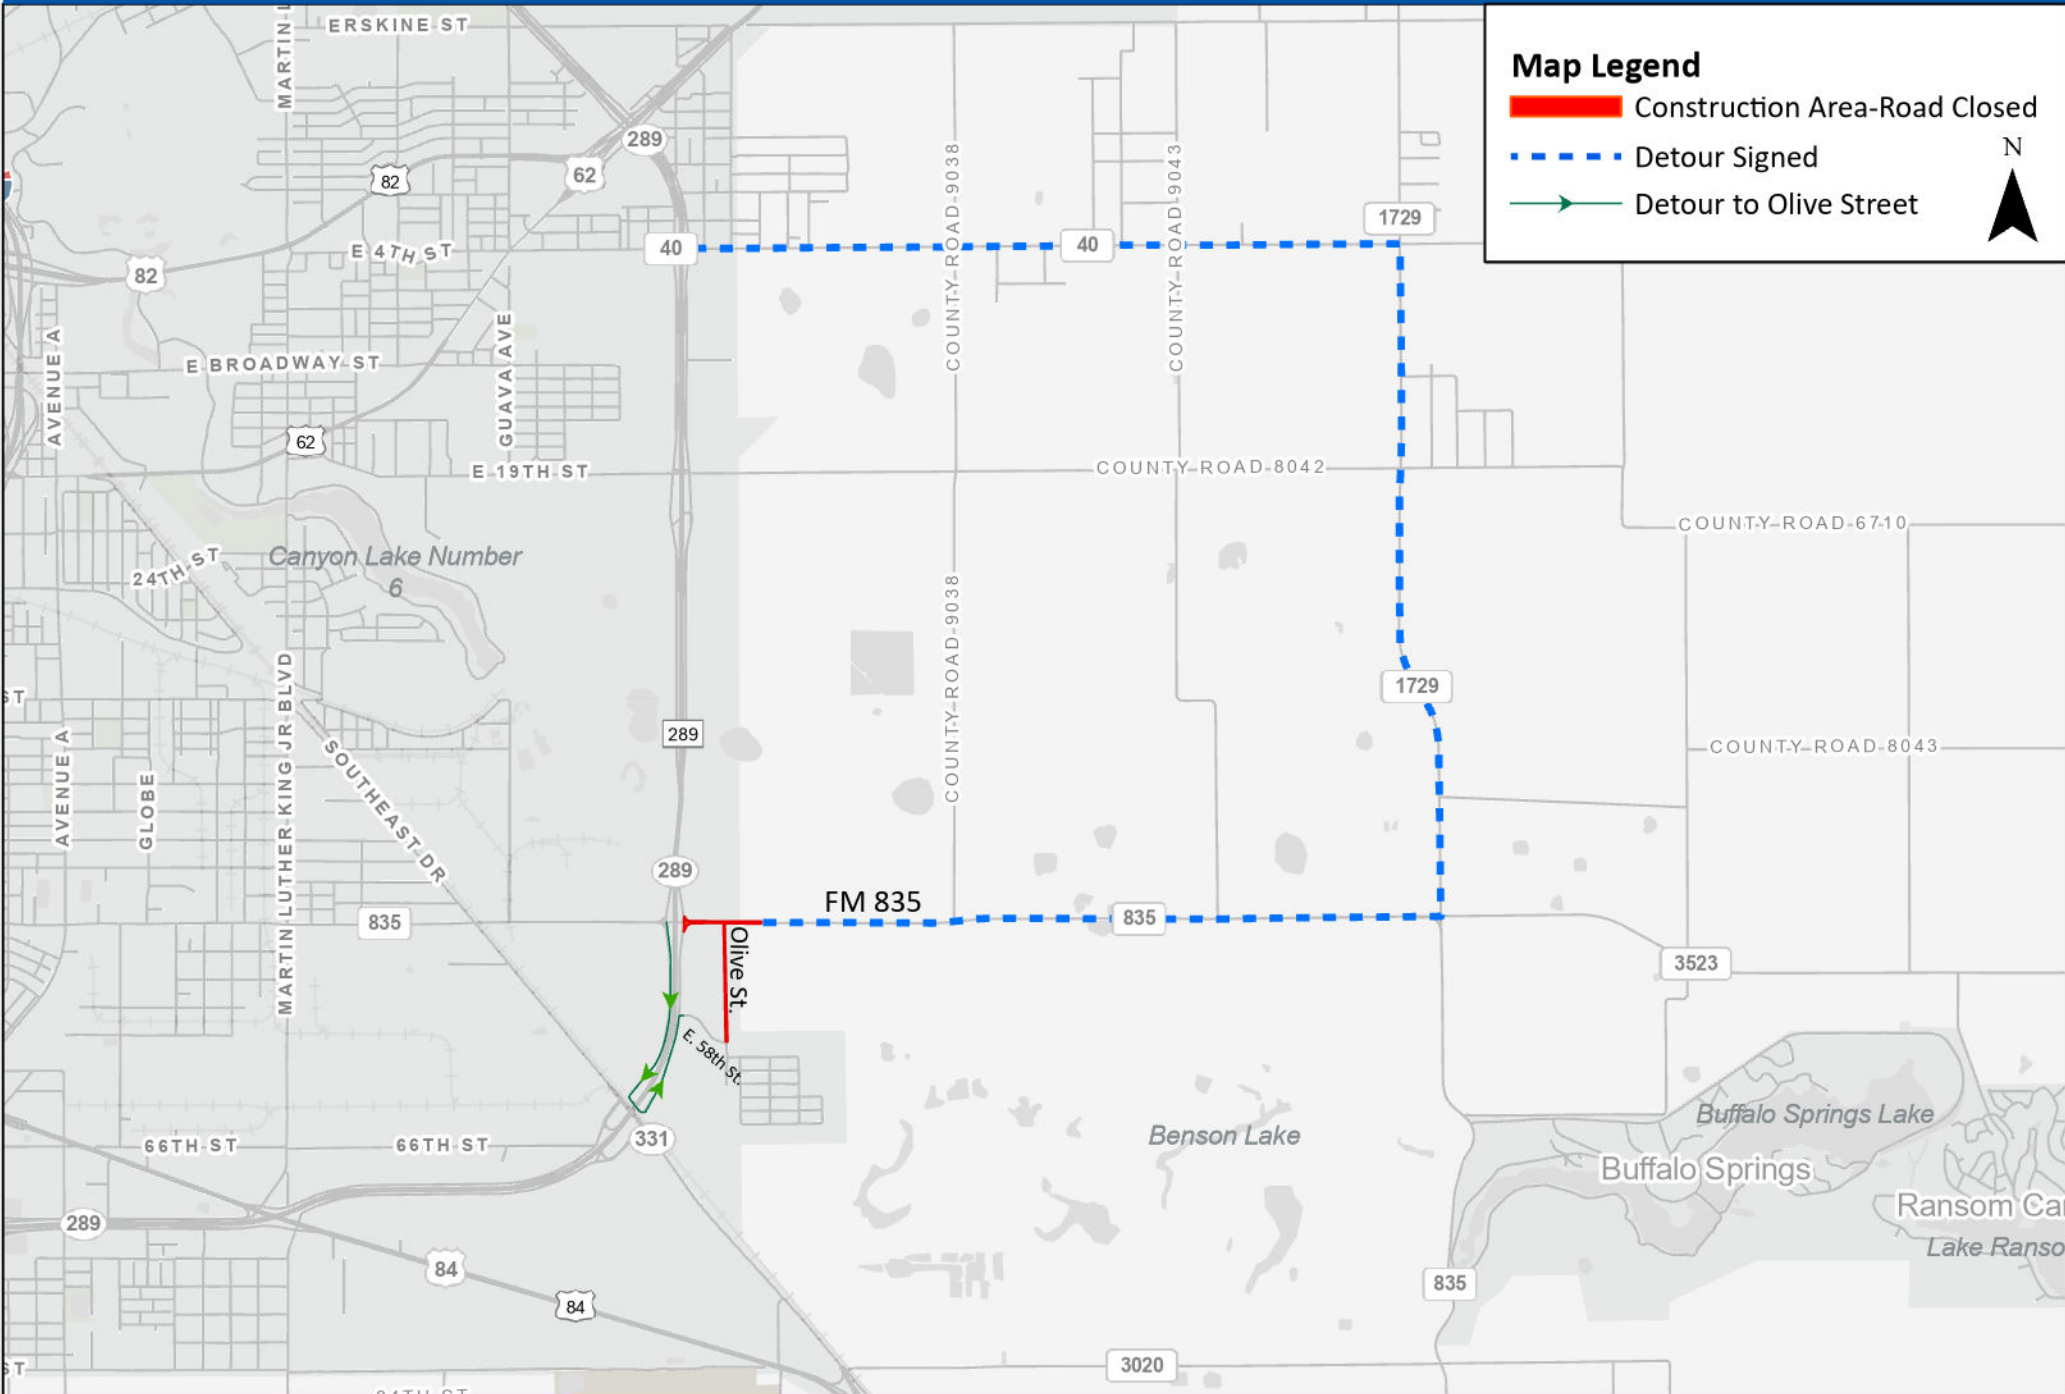 ERSKINE ST
Map Legend
Construction Area-Road Closed
Detour Signed
Detour to Olive Street
N
289
62
82
82
40
40
1729
E 4TH ST
COUNTY ROAD 9038
COUNTY ROAD 9043
AVENUE A
E BROADWAY ST
GUAVA AVE
62
E 19TH ST
COUNTY ROAD 8042
COUNTY ROAD 6710
24TH ST
Canyon Lake Number
6
COUNTY ROAD 9038
1729
ST
289
COUNTY ROAD 8043
AVENUE A
GLOBE
MARTIN LUTHER KING JR BLVD
SOUTHEAST DR
289
835
FM 835
835
Olive St.
3523
E. 58th St.
66TH ST
66TH ST
331
Benson Lake
Buffalo Springs Lake
Buffalo Springs
289
84
84
835
3020
ST